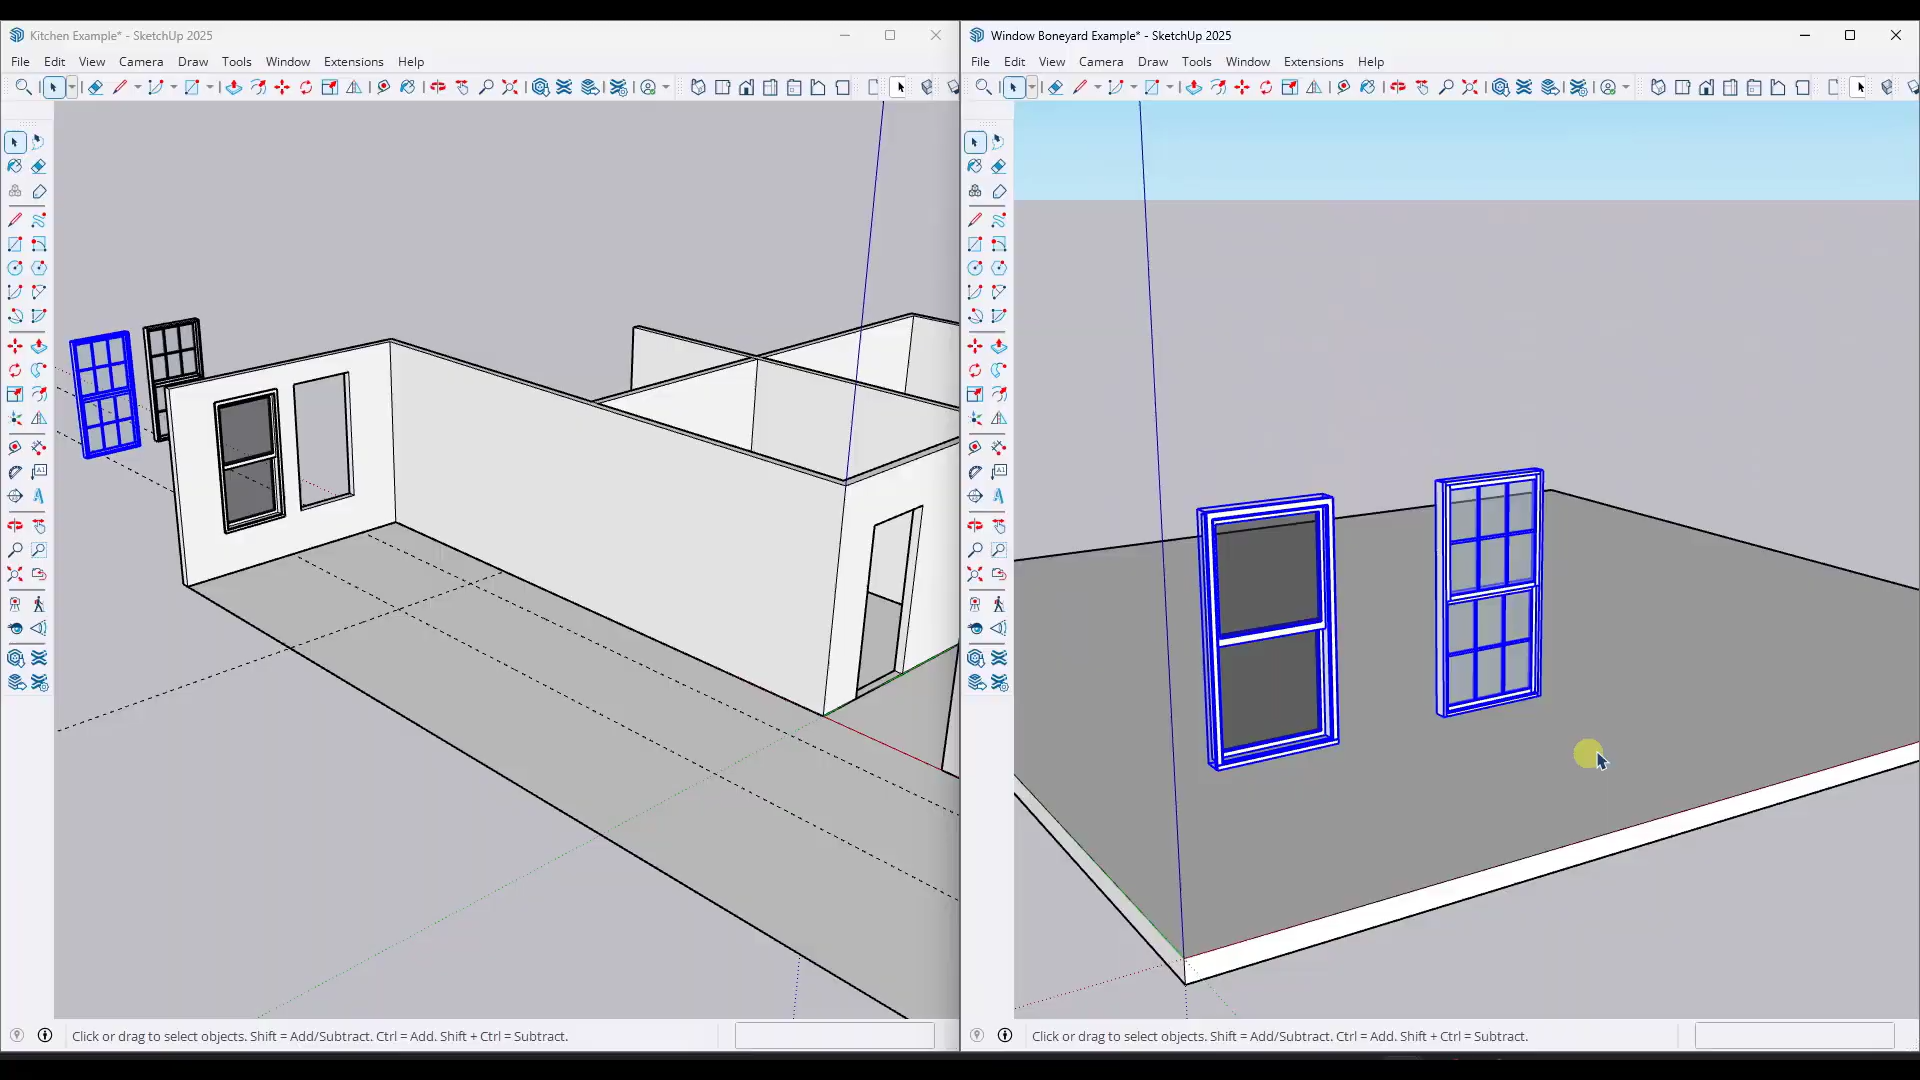 Kitchen Example* - SketchUp 2025
File Edit View Camera Draw Tools Window Extensions Help
A1
A
Click or drag to select objects. Shift = Add/Subtract. Ctrl = Add. Shift + Ctrl = Subtract.
Window Boneyard Example* - SketchUp 2025
File Edit View Camera Draw Tools Window Extensions Help
A1
A
Click or drag to select objects. Shift = Add/Subtract. Ctrl = Add. Shift + Ctrl = Subtract.